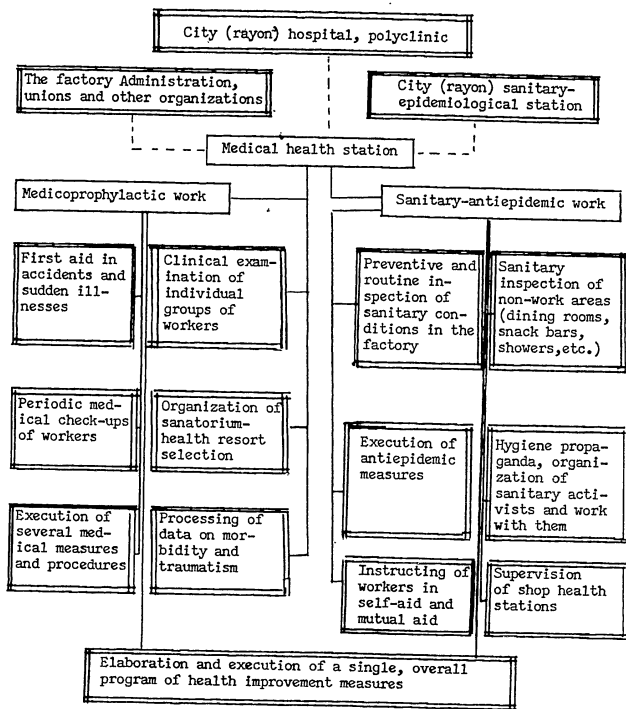 City (rayon) hospital, polyclinic
The factory Administration,
unions and other organizations
City (rayon) sanitary-
epidemiological station
Medical health station
Medicoprophylactic work
Sanitary-antiepidemic work
First aid in
accidents and
sudden ill-
nesses
Clinical exam-
ination of
individual
groups of
workers
Preventive and
routine in-
spection of
sanitary con-
ditions in the
factory
Sanitary
inspection of
non-work areas
(dining rooms,
snack bars,
showers,etc.)
Periodic med-
ical check-ups
of workers
Organization of
sanatorium-
health resort
selection
Execution of
antiepidemic
measures
Hygiene propa-
ganda, organi-
zation of
sanitary acti-
vists and work
with them
Execution of
several med-
ical measures
and procedures
Processing of
data on mor-
bidity and
traumatism
Instructing of
workers in
self-aid and
mutual aid
Supervision
of shop health
stations
Elaboration and execution of a single, overall
program of health improvement measures